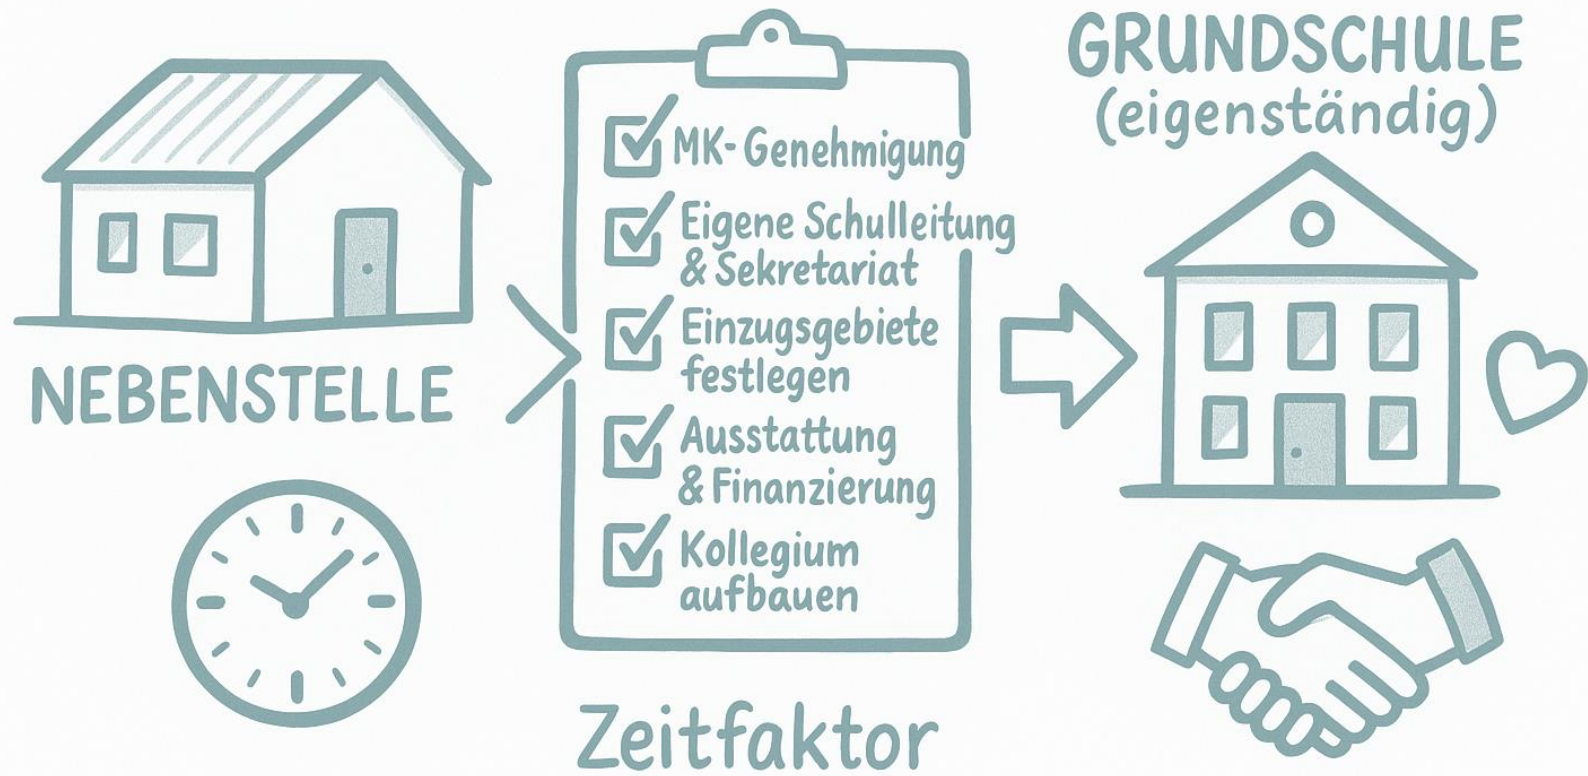 NEBENSTELLE
MK-Genehmigung
Eigene Schulleitung
& Sekretariat
Einzugsgebiete
festlegen
Ausstattung
& Finanzierung
Kollegium
aufbauen
Zeitfaktor
GRUNDSCHULE
(eigenständig)